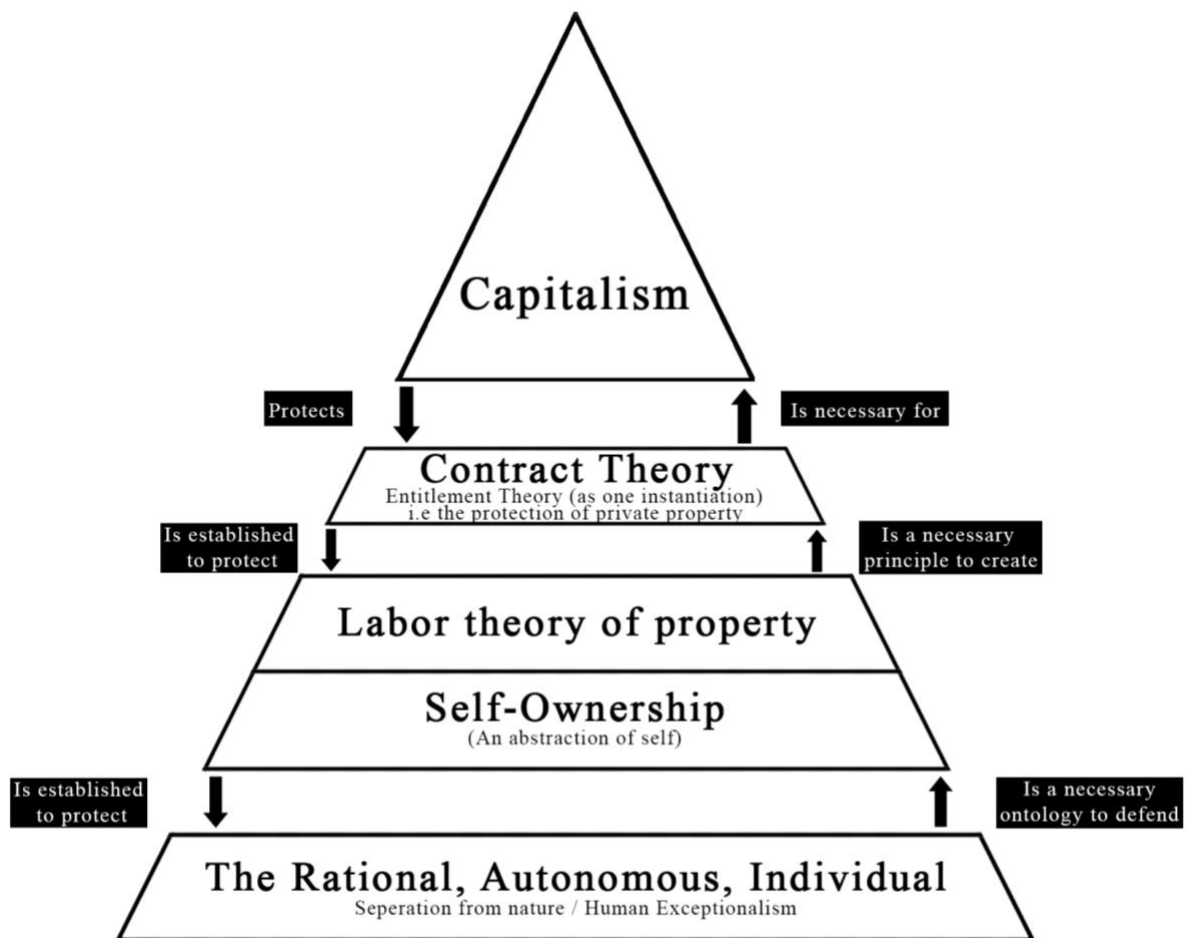 Capitalism
Protects
Is necessary for
Contract Theory
Entitlement Theory (as one instantiation)
i.e the protection of private property
Is established
to protect
Is a necessary
principle to create
Labor theory of property
Self-Ownership
(An abstraction of self)
Is established
to protect
Is a necessary
ontology to defend
The Rational, Autonomous, Individual
Seperation from nature / Human Exceptionalism